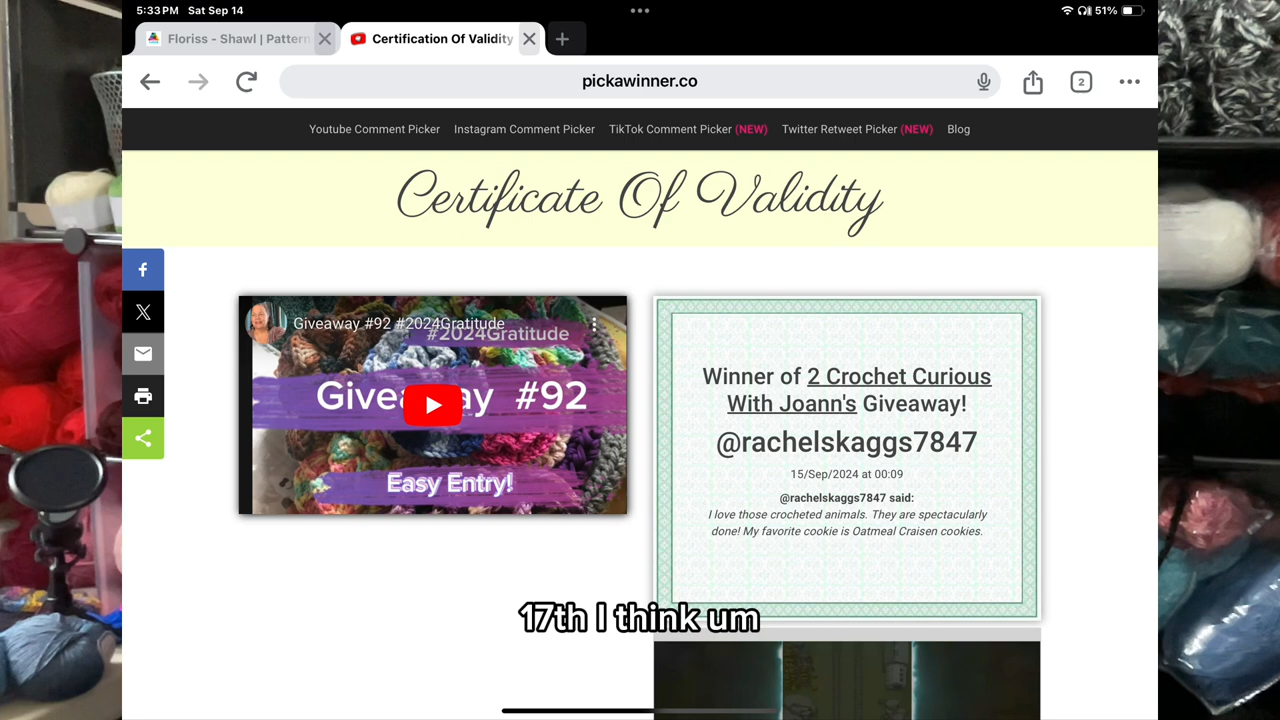 5:33PM Sat Sep 14
51%
Floriss - Shawl | Pattern
Certification Of Validity
pickawinner.co
2
Youtube Comment Picker Instagram Comment Picker TikTok Comment Picker (NEW) Twitter Retweet Picker (NEW) Blog
Certificate Of Validity
Giveaway #92 #2024Gratitude
#2024Gratitude
Giveaway #92
Easy Entry!
Winner of 2 Crochet Curious
With Joann's Giveaway!
@rachelskaggs7847
15/Sep/2024 at 00:09
@rachelskaggs7847 said:
I love those crocheted animals. They are spectacularly
done! My favorite cookie is Oatmeal Craisen cookies.
17th I think um